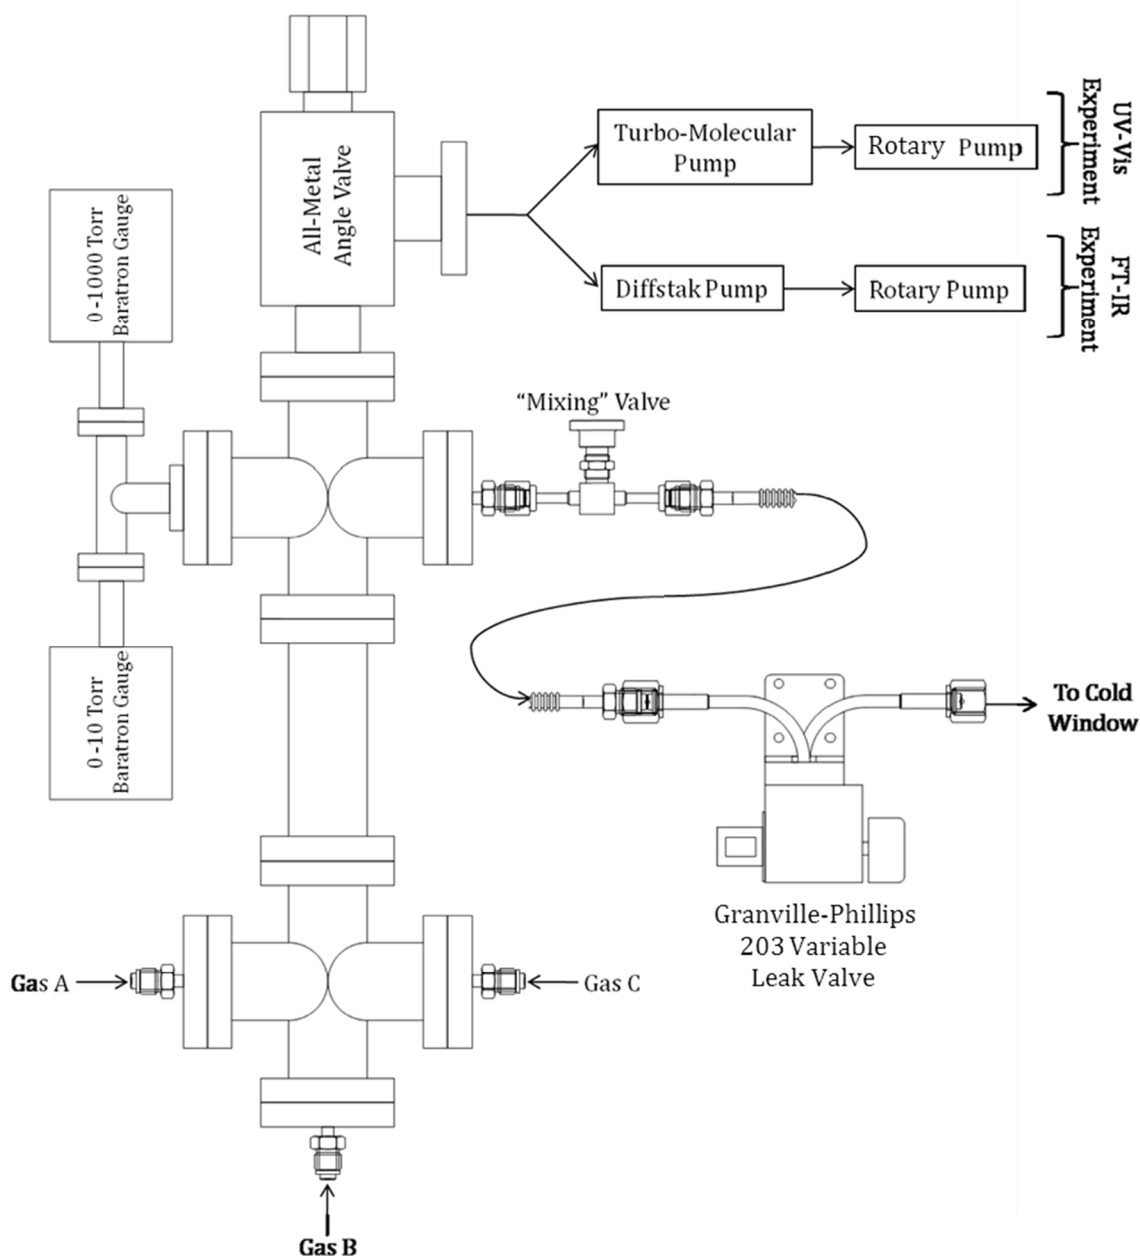 Turbo-Molecular
Pump
Rotary Pump
UV-Vis
Experiment
All-Metal
Angle Valve
0-1000 Torr
Baratron Gauge
Diffstak Pump
Rotary Pump
FT-IR
Experiment
“Mixing” Valve
0-10 Torr
Baratron Gauge
To Cold
Window
Granville-Phillips
203 Variable
Leak Valve
Gas A
Gas C
Gas B